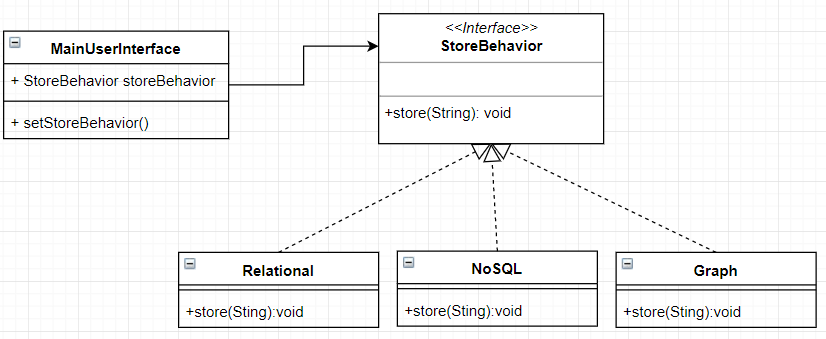 <<Interface>>
StoreBehavior
+store(String): void
MainUserInterface
+ StoreBehavior storeBehavior
+ setStoreBehavior()
Relational
+store(Sting):void
NoSQL
+store(Sting):void
Graph
+store(Sting):void